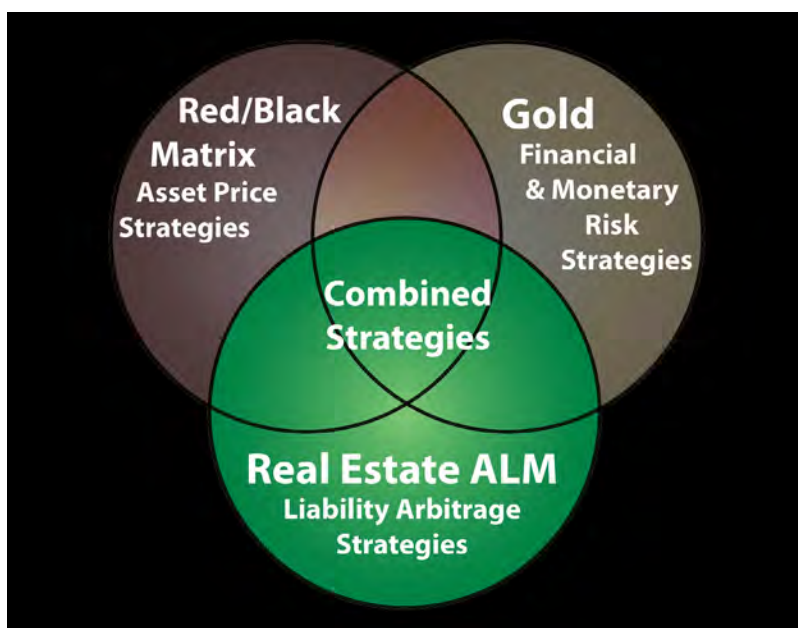 Red/Black
Matrix
Asset Price
Strategies
Gold
Financial
& Monetary
Risk
Strategies
Combined
Strategies
Real Estate ALM
Liability Arbitrage
Strategies